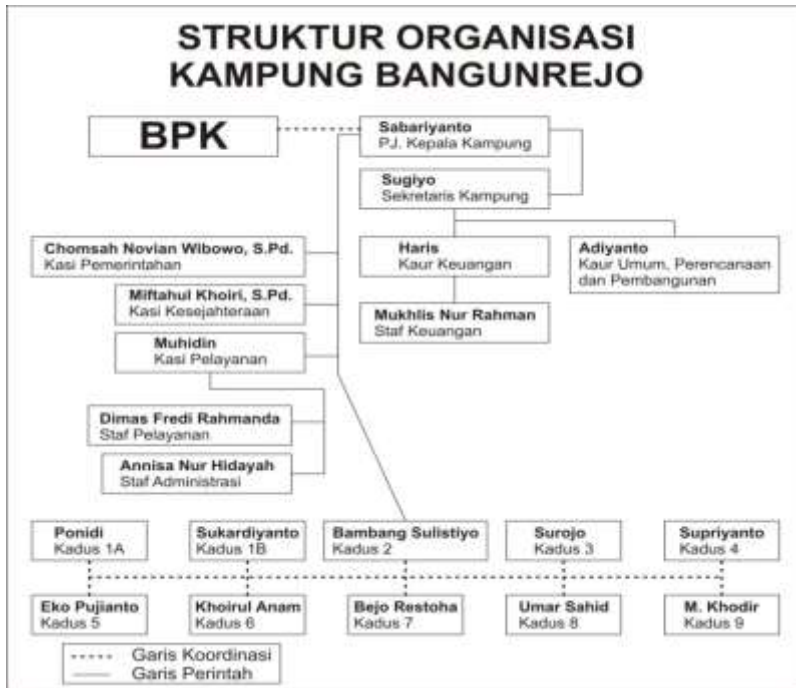 STRUKTUR ORGANISASI
KAMPUNG BANGUNREJO
BPK
Sabariyanto
PJ. Kepala Kampung
Sugiyo
Sekretaris Kampung
Chomsah Novian Wibowo, S.Pd.
Kasi Pemerintahan
Haris
Kaur Keuangan
Adiyanto
Kaur Umum, Perencanaan
dan Pembangunan
Miftahul Khoiri, S.Pd.
Kasi Kesejahteraan
Mukhlis Nur Rahman
Staf Keuangan
Muhidin
Kasi Pelayanan
Dimas Fredi Rahmanda
Staf Pelayanan
Annisa Nur Hidayah
Staf Administrasi
Ponidi
Kadus 1A
Sukardiyanto
Kadus 1B
Bambang Sulistiyo
Kadus 2
Surojo
Kadus 3
Supriyanto
Kadus 4
Eko Pujianto
Kadus 5
Khoirul Anam
Kadus 6
Bejo Restoha
Kadus 7
Umar Sahid
Kadus 8
M. Khodir
Kadus 9
Garis Koordinasi
Garis Perintah